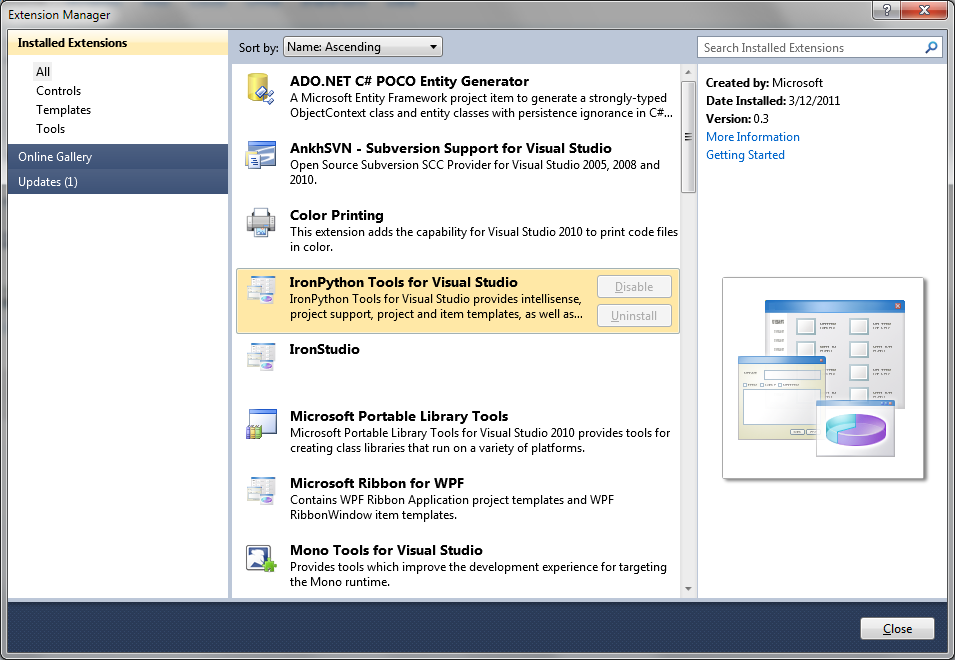 Extension Manager
Installed Extensions
All
Controls
Templates
Tools
Online Gallery
Updates (1)
Sort by: Name: Ascending
ADO.NET C# POCO Entity Generator
A Microsoft Entity Framework project item to generate a strongly-typed
ObjectContext class and entity classes with persistence ignorance in C#...
AnkhSVN - Subversion Support for Visual Studio
Open Source Subversion SCC Provider for Visual Studio 2005, 2008 and
2010.
Color Printing
This extension adds the capability for Visual Studio 2010 to print code files
in color.
IronPython Tools for Visual Studio
IronPython Tools for Visual Studio provides intellisense,
project support, project and item templates, as well as...
Disable
Uninstall
IronStudio
Microsoft Portable Library Tools
Microsoft Portable Library Tools for Visual Studio 2010 provides tools for
creating class libraries that run on a variety of platforms.
Microsoft Ribbon for WPF
Contains WPF Ribbon Application project templates and WPF
RibbonWindow item templates.
Mono Tools for Visual Studio
Provides tools which improve the development experience for targeting
the Mono runtime.
Search Installed Extensions
Created by: Microsoft
Date Installed: 3/12/2011
Version: 0.3
More Information
Getting Started
Close